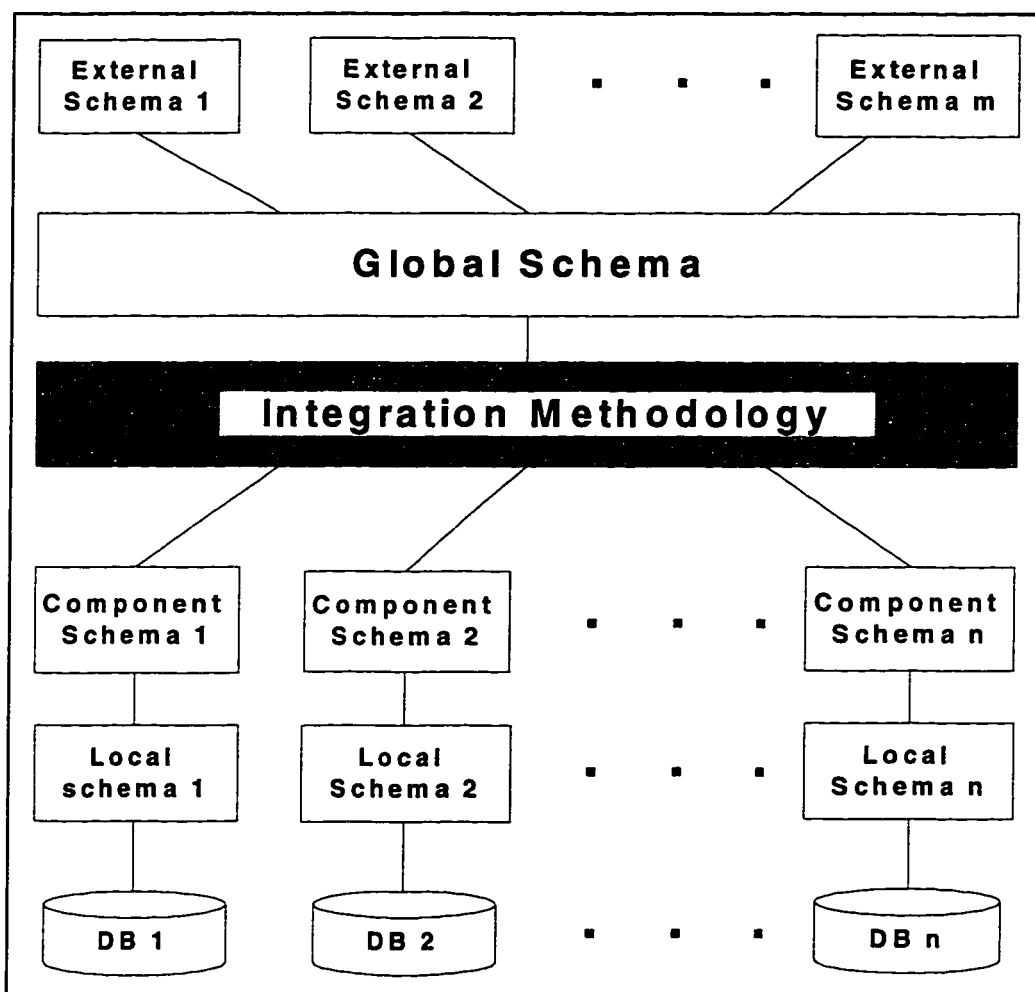 External
Schema 1
External
Schema 2
External
Schema m
Global Schema
Integration Methodology
Component
Schema 1
Component
Schema 2
Component
Schema n
Local
schema 1
Local
Schema 2
Local
Schema n
DB 1
DB 2
DB n